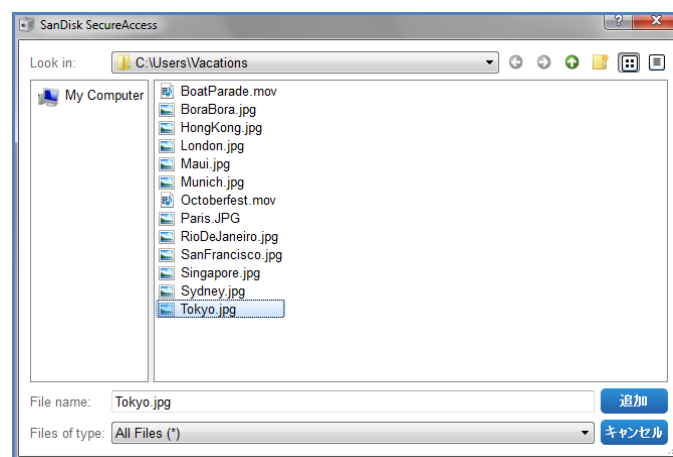 SanDisk SecureAccess
Look in: C:\Users\Vacations
My Computer
BoatParade.mov
BoraBora.jpg
HongKong.jpg
London.jpg
Maui.jpg
Munich.jpg
Octoberfest.mov
Paris.JPG
RioDeJaneiro.jpg
SanFrancisco.jpg
Singapore.jpg
Sydney.jpg
Tokyo.jpg
File name: Tokyo.jpg 追加
Files of type: All Files (*) キャンセル